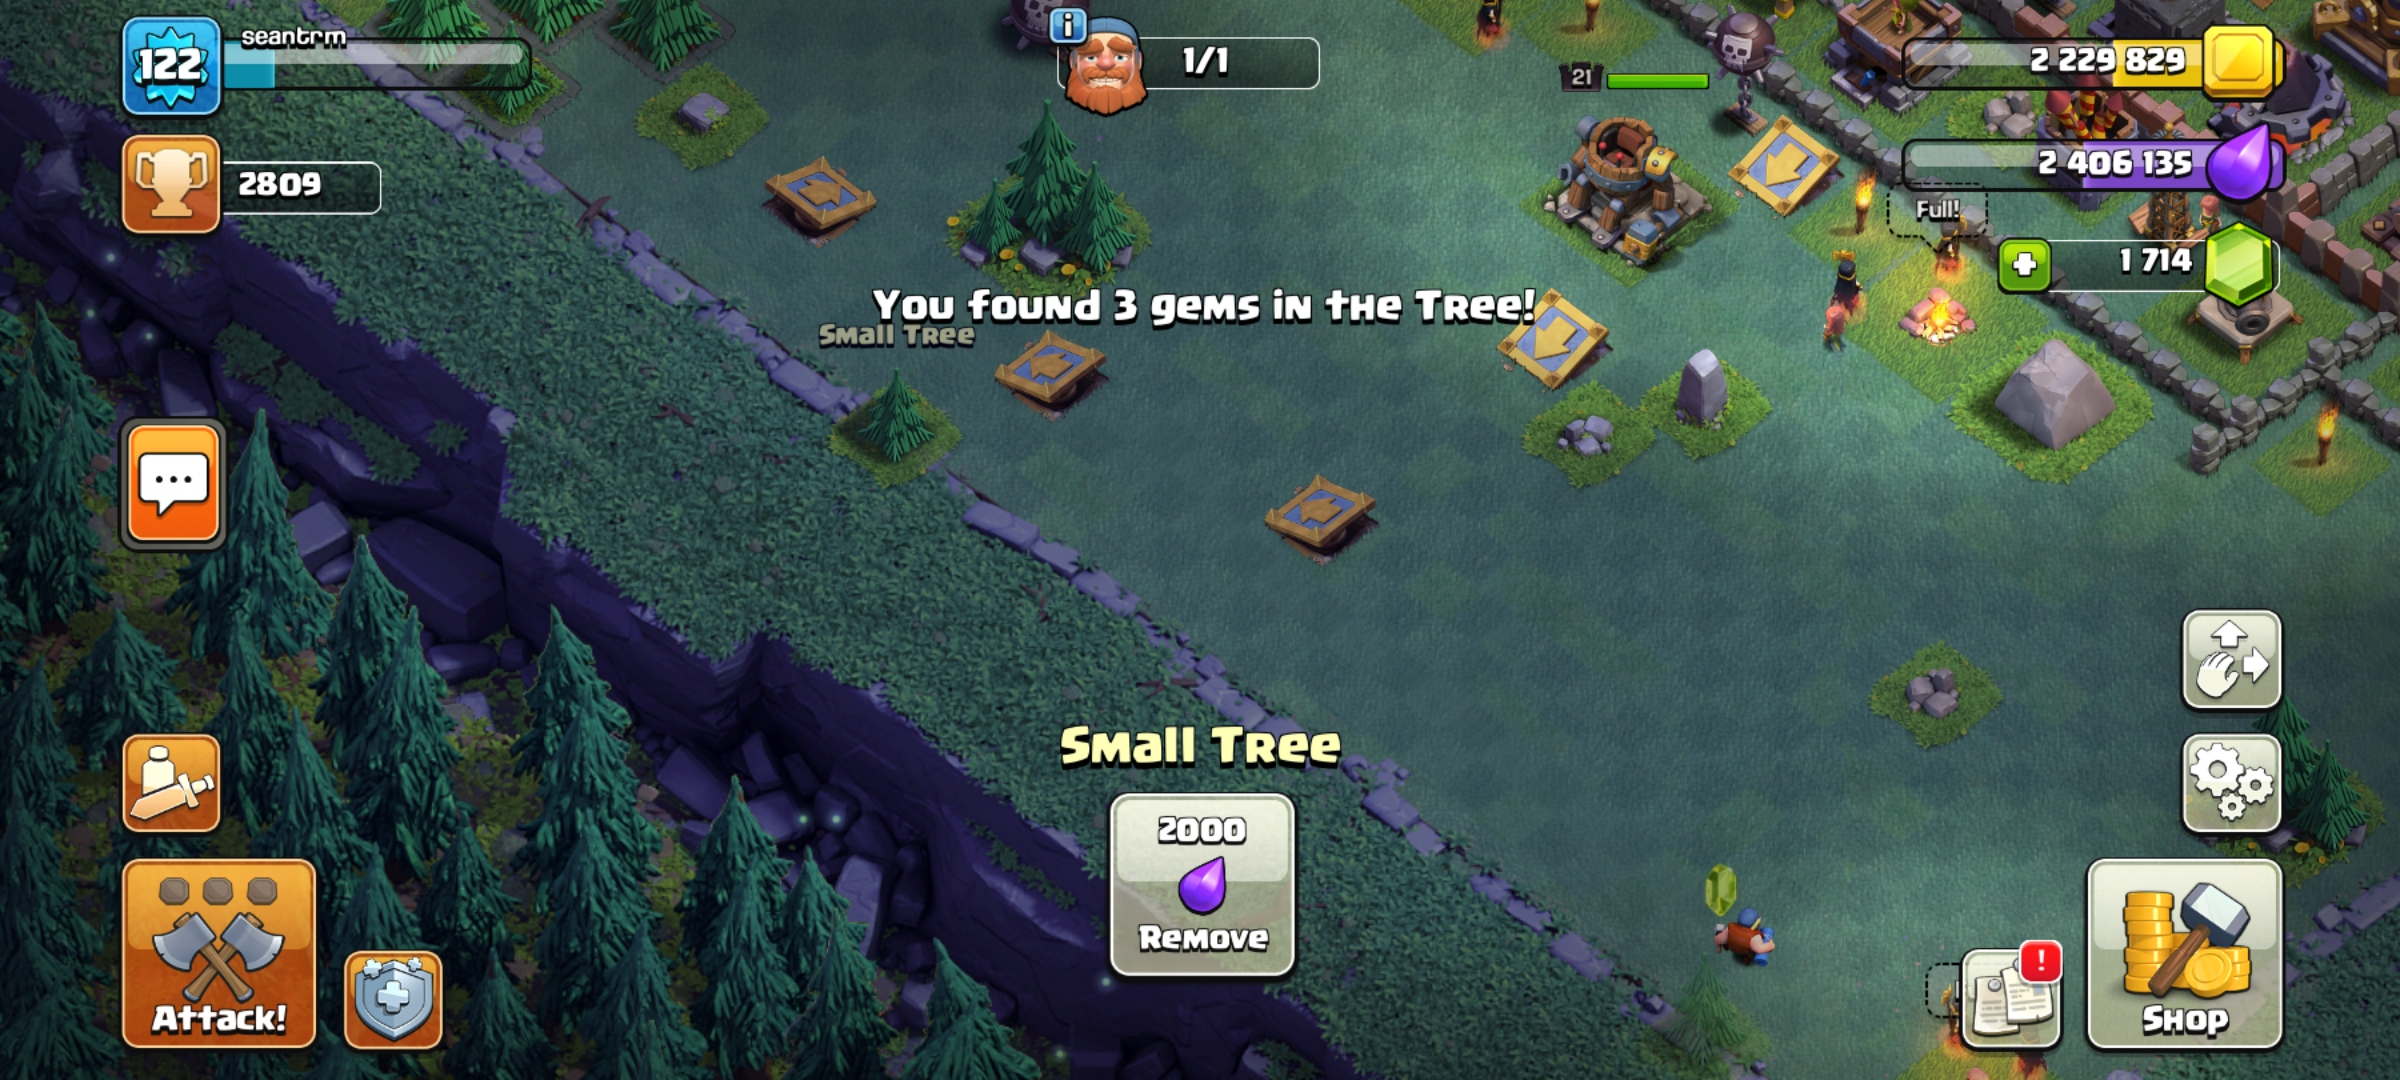 122
seantrm
1/1
2 229 829
21
2 406 135
2809
Full!
1 714
You found 3 gems in the Tree!
Small Tree
Small Tree
2000
Remove
Attack!
!
Shop